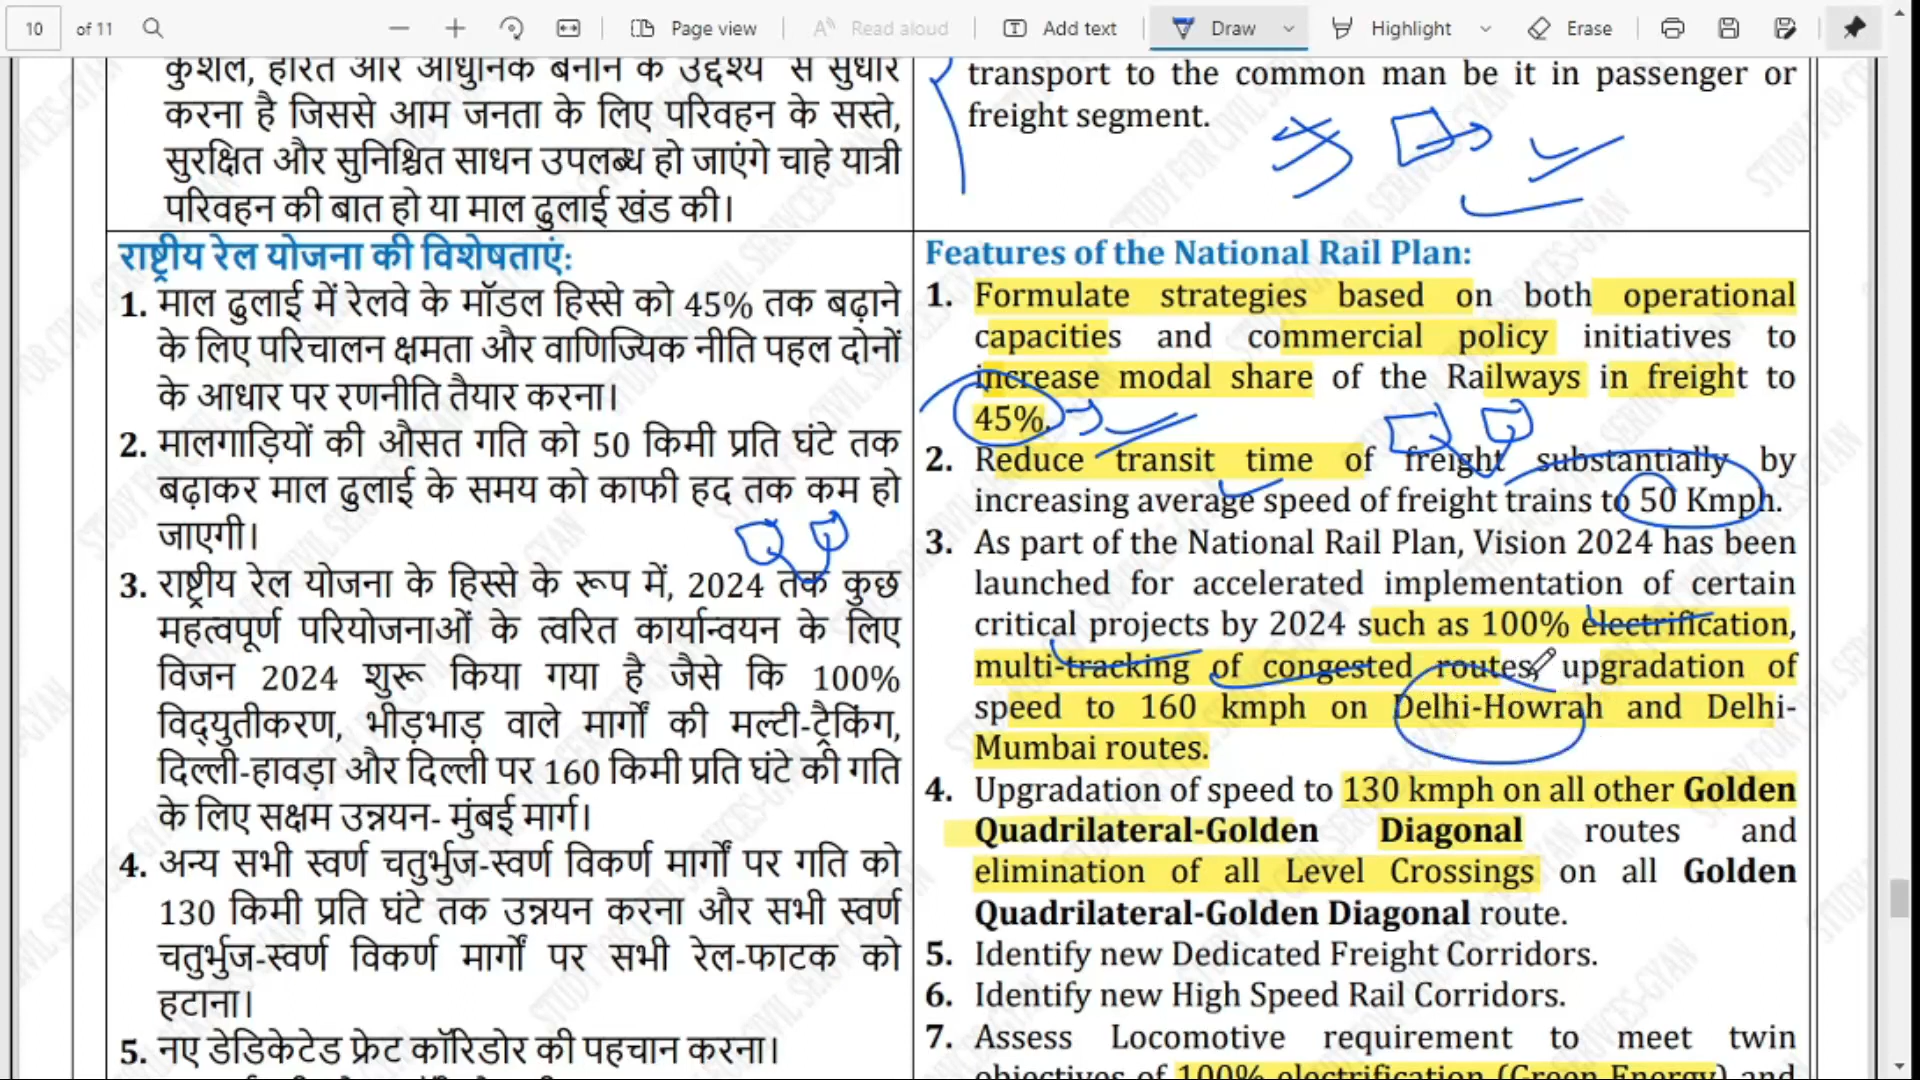 10 of 11 Page view Read aloud Add text Draw Highlight Erase
कुशल, हरित और आधुनिक बनाने के उद्देश्य से सुधार
करना है जिससे आम जनता के लिए परिवहन के सस्ते,
सुरक्षित और सुनिश्चित साधन उपलब्ध हो जाएंगे चाहे यात्री
परिवहन की बात हो या माल ढुलाई खंड की।
राष्ट्रीय रेल योजना की विशेषताएं:
1. माल ढुलाई में रेलवे के मॉडल हिस्से को 45% तक बढ़ाने
के लिए परिचालन क्षमता और वाणिज्यिक नीति पहल दोनों
के आधार पर रणनीति तैयार करना।
2. मालगाड़ियों की औसत गति को 50 किमी प्रति घंटे तक
बढ़ाकर माल ढुलाई के समय को काफी हद तक कम हो
जाएगी।
3. राष्ट्रीय रेल योजना के हिस्से के रूप में, 2024 तक कुछ
महत्वपूर्ण परियोजनाओं के त्वरित कार्यान्वयन के लिए
विजन 2024 शुरू किया गया है जैसे कि 100%
विद्युतीकरण, भीड़भाड़ वाले मार्गों की मल्टी-ट्रैकिंग,
दिल्ली-हावड़ा और दिल्ली पर 160 किमी प्रति घंटे की गति
के लिए सक्षम उन्नयन- मुंबई मार्ग।
4. अन्य सभी स्वर्ण चतुर्भुज-स्वर्ण विकर्ण मार्गों पर गति को
130 किमी प्रति घंटे तक उन्नयन करना और सभी स्वर्ण
चतुर्भुज-स्वर्ण विकर्ण मार्गों पर सभी रेल-फाटक को
हटाना।
5. नए डेडिकेटेड फ्रेट कॉरिडोर की पहचान करना।
transport to the common man be it in passenger or
freight segment.
Features of the National Rail Plan:
1. Formulate strategies based on both operational
capacities and commercial policy initiatives to
increase modal share of the Railways in freight to
45%.
2. Reduce transit time of freight substantially by
increasing average speed of freight trains to 50 Kmph.
3. As part of the National Rail Plan, Vision 2024 has been
launched for accelerated implementation of certain
critical projects by 2024 such as 100% electrification,
multi-tracking of congested routes, upgradation of
speed to 160 kmph on Delhi-Howrah and Delhi-
Mumbai routes.
4. Upgradation of speed to 130 kmph on all other Golden
Quadrilateral-Golden Diagonal routes and
elimination of all Level Crossings on all Golden
Quadrilateral-Golden Diagonal route.
5. Identify new Dedicated Freight Corridors.
6. Identify new High Speed Rail Corridors.
7. Assess Locomotive requirement to meet twin
objectives of 100% electrification (Green Energy) and